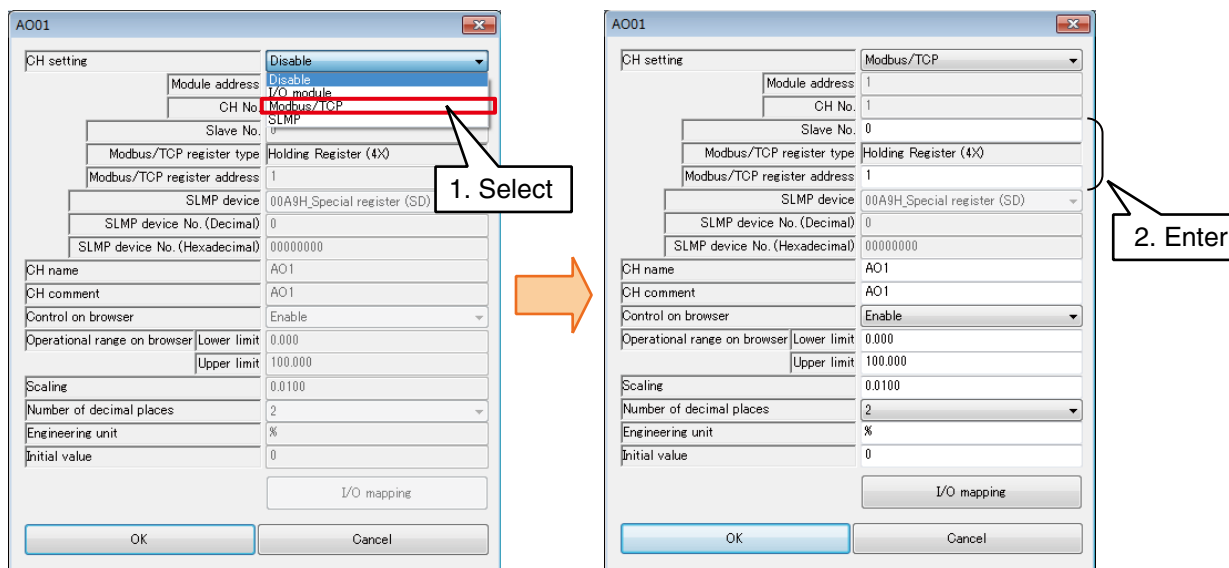 AO01
CH setting Disable
Disable
Module address
I/O module
CH No. Modbus/TCP
SLMP
Slave No. 0
Modbus/TCP register type Holding Register (4X)
Modbus/TCP register address 1
1. Select
SLMP device 00A9H_Special register (SD)
SLMP device No. (Decimal) 0
SLMP device No. (Hexadecimal) 00000000
CH name AO1
CH comment AO1
Control on browser Enable
Operational range on browser Lower limit 0.000
Upper limit 100.000
Scaling 0.0100
Number of decimal places 2
Engineering unit %
Initial value 0
I/O mapping
OK Cancel
AO01
CH setting Modbus/TCP
Module address 1
CH No. 1
Slave No. 0
Modbus/TCP register type Holding Register (4X)
Modbus/TCP register address 1
SLMP device 00A9H_Special register (SD)
2. Enter
SLMP device No. (Decimal) 0
SLMP device No. (Hexadecimal) 00000000
CH name AO1
CH comment AO1
Control on browser Enable
Operational range on browser Lower limit 0.000
Upper limit 100.000
Scaling 0.0100
Number of decimal places 2
Engineering unit %
Initial value 0
I/O mapping
OK Cancel